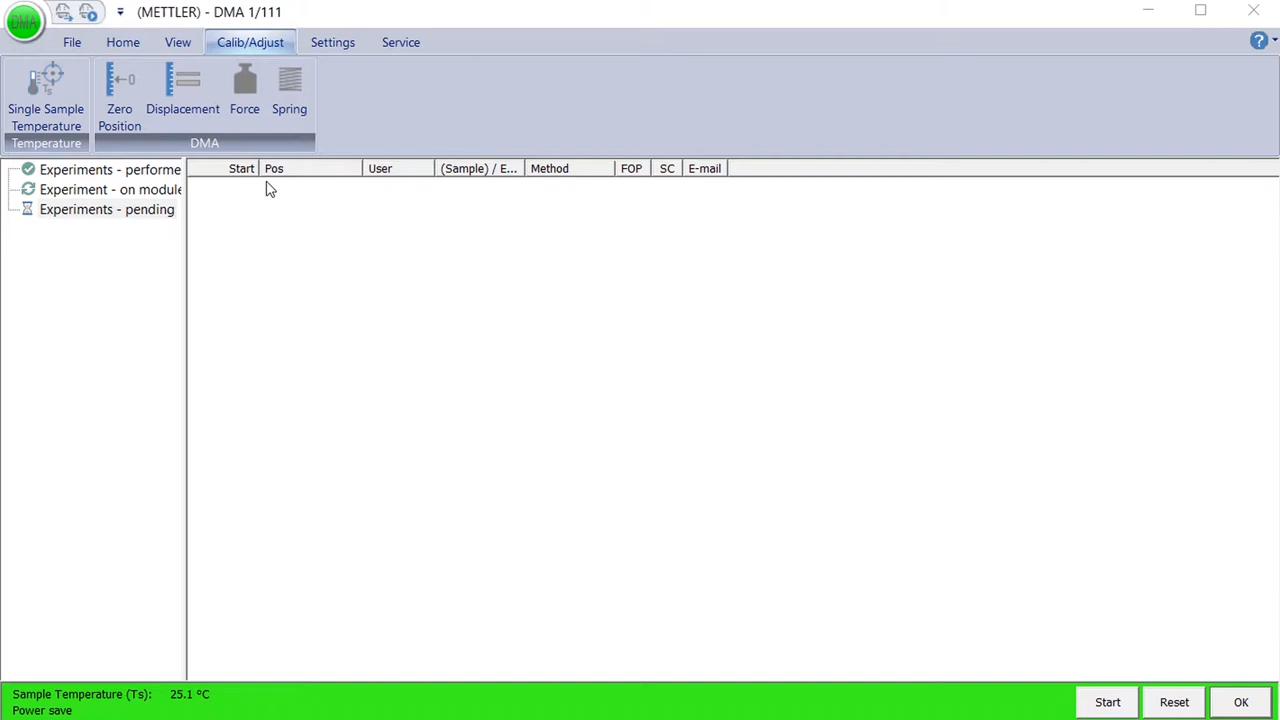 DMA
(METTLER) - DMA 1/111
File Home View Calib/Adjust Settings Service
?
Single Sample Temperature
Zero Position
Displacement
Force
Spring
Ts
0
Temperature
DMA
Experiments - performe
Experiment - on module
Experiments - pending
Start Pos User (Sample) / E... Method FOP SC E-mail
Sample Temperature (Ts): 25.1 °C
Power save
Start Reset OK